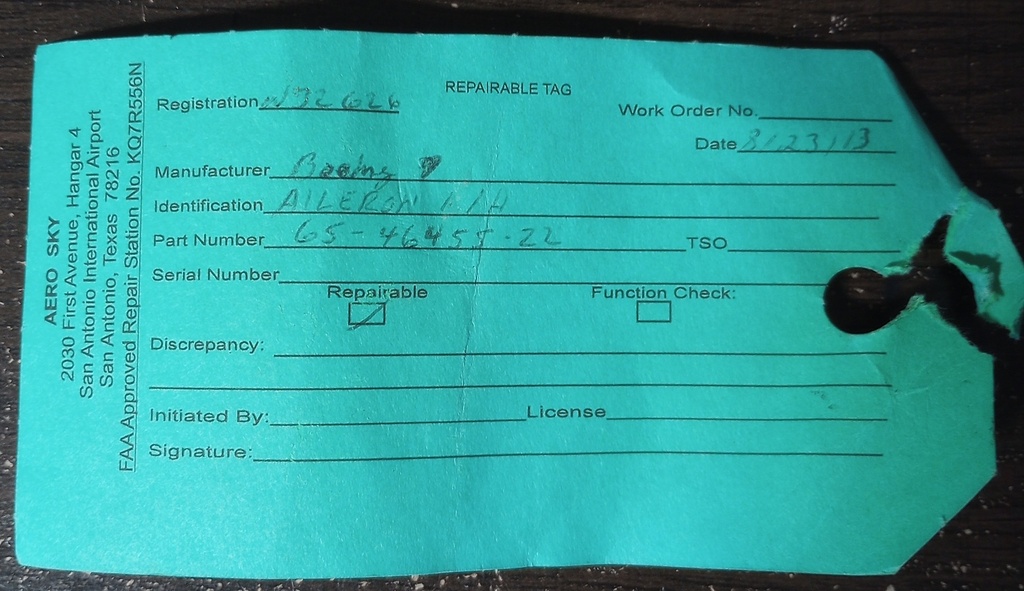 AERO SKY
2030 First Avenue, Hangar 4
San Antonio International Airport
San Antonio, Texas 78216
FAA Approved Repair Station No. KQ7R556N
REPAIRABLE TAG
Registration N32626
Work Order No.
Date 8/23/13
Manufacturer Boeing
Identification AILERON
Part Number 65-46455-22 TSO
Serial Number
Repairable Function Check:
Discrepancy:
Initiated By: License
Signature: